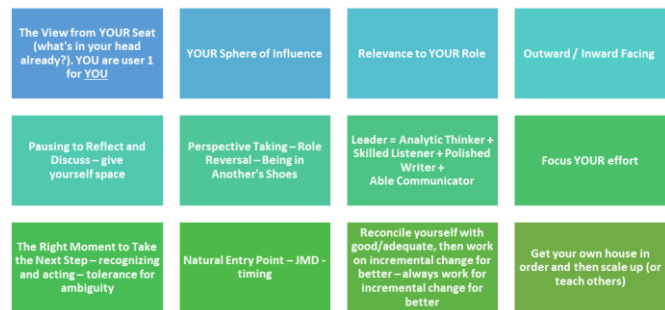 The View from YOUR Seat
(what's in your head
already?). YOU are user 1
for YOU
YOUR Sphere of Influence
Relevance to YOUR Role
Outward / Inward Facing
Pausing to Reflect and
Discuss – give
yourself space
Perspective Taking – Role
Reversal – Being in
Another's Shoes
Leader = Analytic Thinker +
Skilled Listener + Polished
Writer +
Able Communicator
Focus YOUR effort
The Right Moment to Take
the Next Step – recognizing
and acting – tolerance for
ambiguity
Natural Entry Point – JMD -
timing
Reconcile yourself with
good/adequate, then work
on incremental change for
better – always work for
incremental change for
better
Get your own house in
order and then scale up (or
teach others)